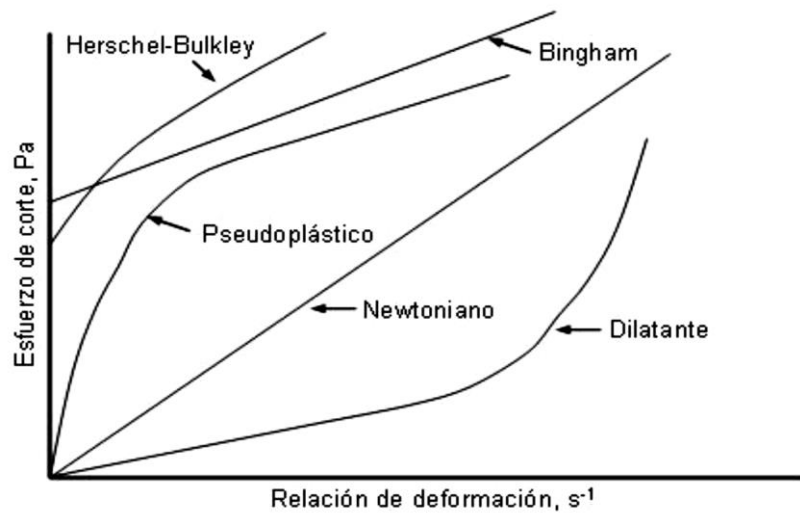 Herschel-Bulkley
Bingham
Pseudoplástico
Newtoniano
Dilatante
Esfuerzo de corte, Pa
Relación de deformación, s⁻¹